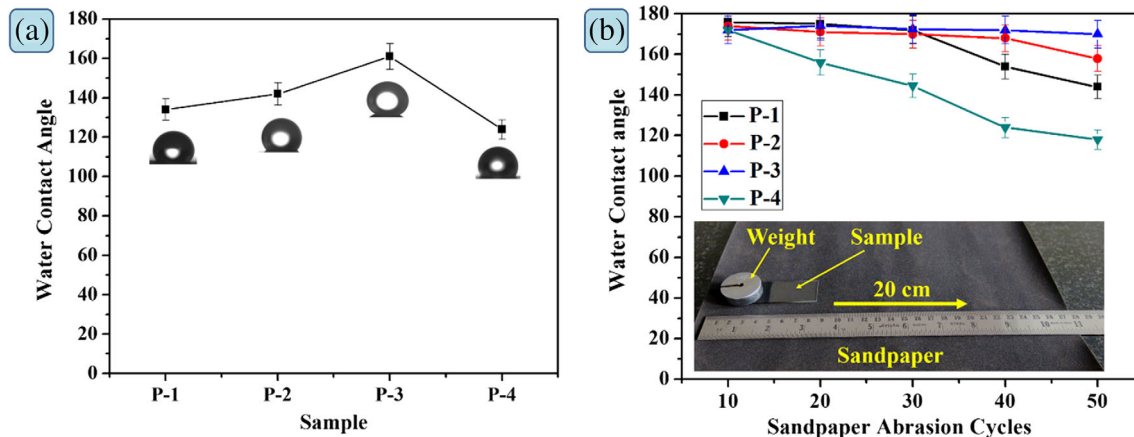 (a)
180
160
140
120
100
80
60
40
20
0
Water Contact Angle
P-1
P-2
P-3
P-4
Sample
(b)
180
160
140
120
100
80
60
40
20
0
Water Contact angle
P-1
P-2
P-3
P-4
Weight
Sample
20 cm
Sandpaper
10
20
30
40
50
Sandpaper Abrasion Cycles